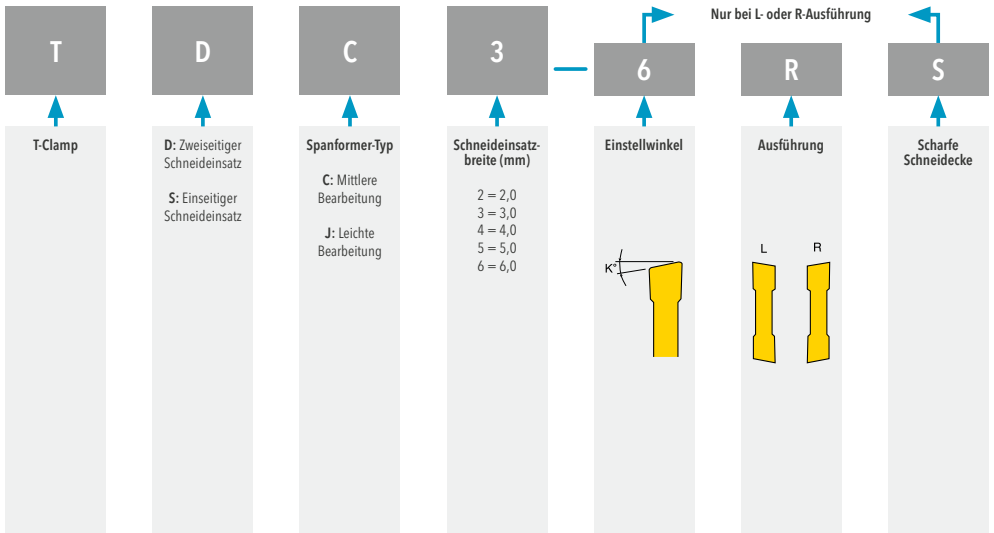 Nur bei L- oder R-Ausführung
T
D
C
3
6
R
S
T-Clamp
D: Zweiseitiger
Schneideinsatz
S: Einseitiger
Schneideinsatz
Spanformer-Typ
C: Mittlere
Bearbeitung
J: Leichte
Bearbeitung
Schneideinsatz-
breite (mm)
2 = 2,0
3 = 3,0
4 = 4,0
5 = 5,0
6 = 6,0
Einstellwinkel
K°
Ausführung
L
R
Scharfe
Schneidecke